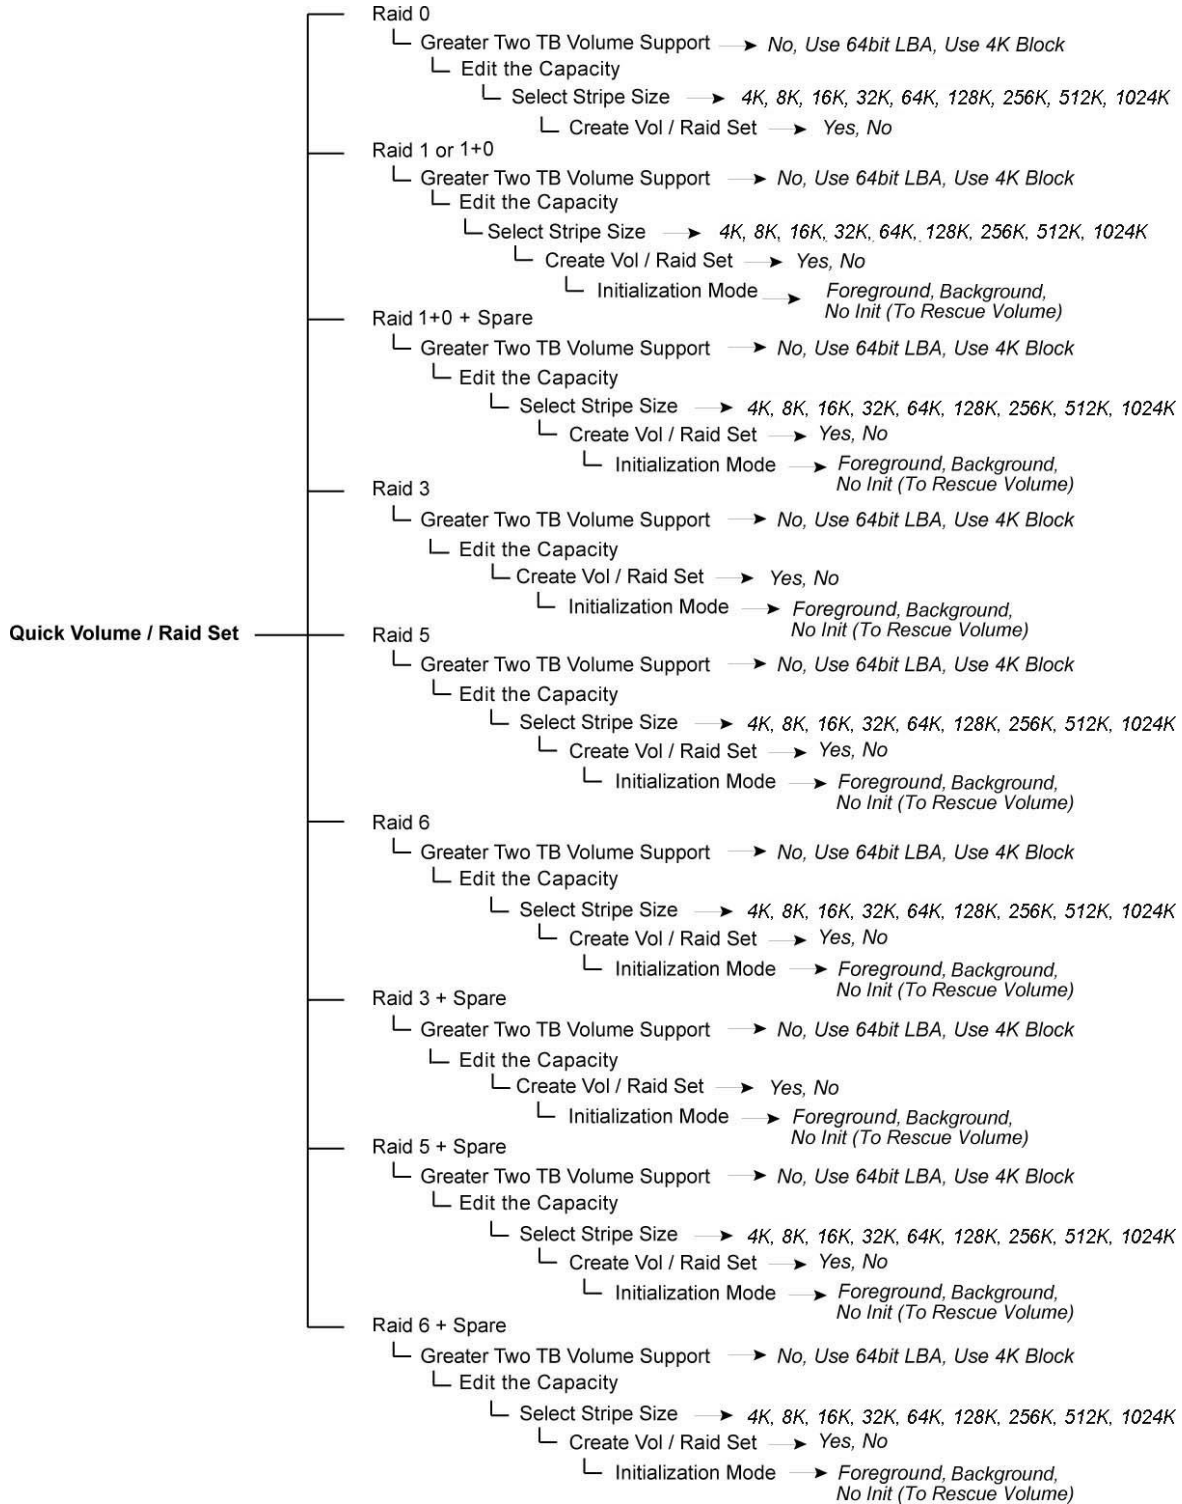 Raid 0
Greater Two TB Volume Support No, Use 64bit LBA, Use 4K Block
Edit the Capacity
Select Stripe Size 4K, 8K, 16K, 32K, 64K, 128K, 256K, 512K, 1024K
Create Vol / Raid Set Yes, No
Raid 1 or 1+0
Greater Two TB Volume Support No, Use 64bit LBA, Use 4K Block
Edit the Capacity
Select Stripe Size 4K, 8K, 16K, 32K, 64K, 128K, 256K, 512K, 1024K
Create Vol / Raid Set Yes, No
Initialization Mode Foreground, Background,
No Init (To Rescue Volume)
Raid 1+0 + Spare
Greater Two TB Volume Support No, Use 64bit LBA, Use 4K Block
Edit the Capacity
Select Stripe Size 4K, 8K, 16K, 32K, 64K, 128K, 256K, 512K, 1024K
Create Vol / Raid Set Yes, No
Initialization Mode Foreground, Background,
No Init (To Rescue Volume)
Raid 3
Greater Two TB Volume Support No, Use 64bit LBA, Use 4K Block
Edit the Capacity
Create Vol / Raid Set Yes, No
Initialization Mode Foreground, Background,
No Init (To Rescue Volume)
Quick Volume / Raid Set
Raid 5
Greater Two TB Volume Support No, Use 64bit LBA, Use 4K Block
Edit the Capacity
Select Stripe Size 4K, 8K, 16K, 32K, 64K, 128K, 256K, 512K, 1024K
Create Vol / Raid Set Yes, No
Initialization Mode Foreground, Background,
No Init (To Rescue Volume)
Raid 6
Greater Two TB Volume Support No, Use 64bit LBA, Use 4K Block
Edit the Capacity
Select Stripe Size 4K, 8K, 16K, 32K, 64K, 128K, 256K, 512K, 1024K
Create Vol / Raid Set Yes, No
Initialization Mode Foreground, Background,
No Init (To Rescue Volume)
Raid 3 + Spare
Greater Two TB Volume Support No, Use 64bit LBA, Use 4K Block
Edit the Capacity
Create Vol / Raid Set Yes, No
Initialization Mode Foreground, Background,
No Init (To Rescue Volume)
Raid 5 + Spare
Greater Two TB Volume Support No, Use 64bit LBA, Use 4K Block
Edit the Capacity
Select Stripe Size 4K, 8K, 16K, 32K, 64K, 128K, 256K, 512K, 1024K
Create Vol / Raid Set Yes, No
Initialization Mode Foreground, Background,
No Init (To Rescue Volume)
Raid 6 + Spare
Greater Two TB Volume Support No, Use 64bit LBA, Use 4K Block
Edit the Capacity
Select Stripe Size 4K, 8K, 16K, 32K, 64K, 128K, 256K, 512K, 1024K
Create Vol / Raid Set Yes, No
Initialization Mode Foreground, Background,
No Init (To Rescue Volume)